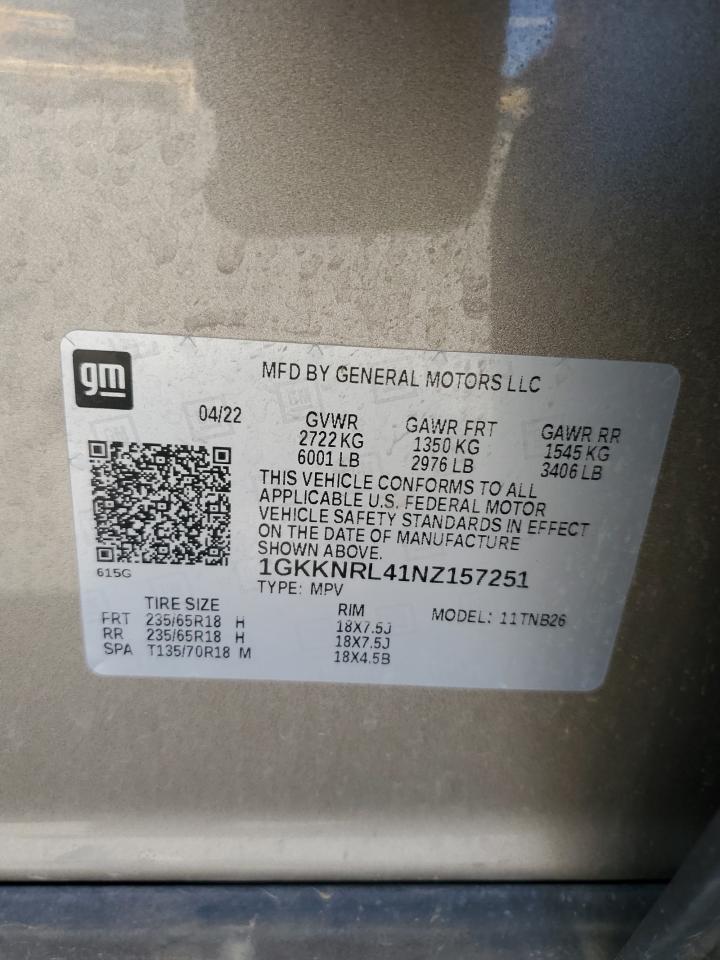 gm
MFD BY GENERAL MOTORS LLC
04/22
GVWR GAWR FRT GAWR RR
2722 KG 1350 KG 1545 KG
6001 LB 2976 LB 3406 LB
THIS VEHICLE CONFORMS TO ALL
APPLICABLE U.S. FEDERAL MOTOR
VEHICLE SAFETY STANDARDS IN EFFECT
ON THE DATE OF MANUFACTURE
SHOWN ABOVE.
615G
1GKKNRL41NZ157251
TYPE: MPV
TIRE SIZE RIM MODEL: 11TNB26
FRT 235/65R18 H 18X7.5J
RR 235/65R18 H 18X7.5J
SPA T135/70R18 M 18X4.5B